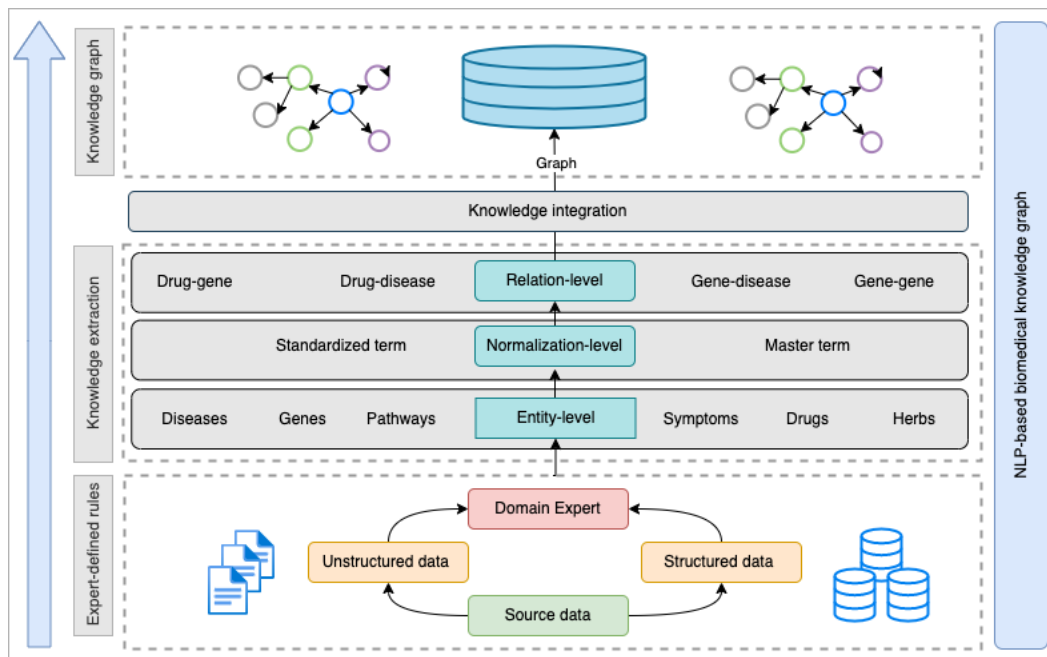 Knowledge graph
Graph
Knowledge integration
Knowledge extraction
Drug-gene
Drug-disease
Relation-level
Gene-disease
Gene-gene
Standardized term
Normalization-level
Master term
Diseases
Genes
Pathways
Entity-level
Symptoms
Drugs
Herbs
Expert-defined rules
Domain Expert
Unstructured data
Structured data
Source data
NLP-based biomedical knowledge graph